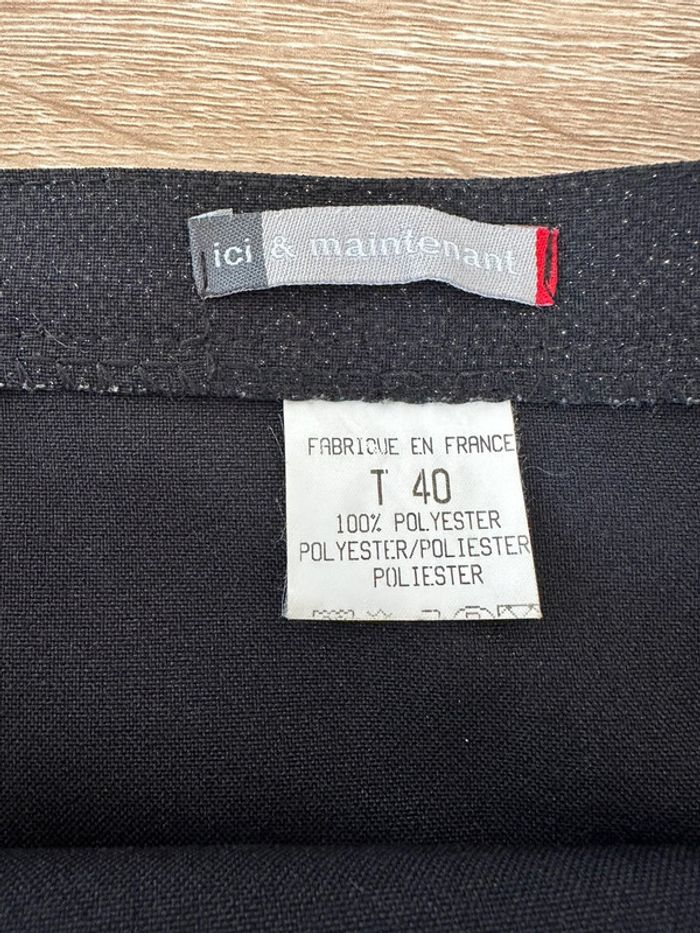 ici & maintenant
FABRIQUE EN FRANCE
T 40
100% POLYESTER
POLYESTER/POLIESTER
POLIESTER